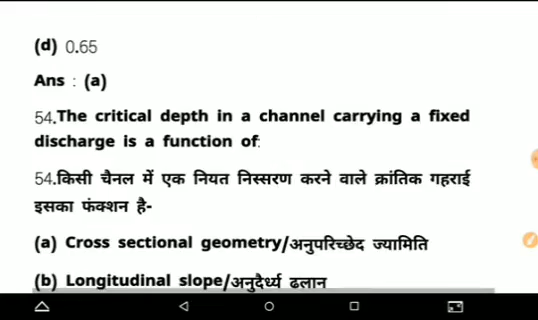 (d) 0.65
Ans : (a)
54.The critical depth in a channel carrying a fixed
discharge is a function of:
54.किसी चैनल में एक नियत निस्सरण करने वाले क्रांतिक गहराई
इसका फंक्शन है-
(a) Cross sectional geometry/अनुपरिच्छेद ज्यामिति
(b) Longitudinal slope/अनुदैर्ध्य ढलान